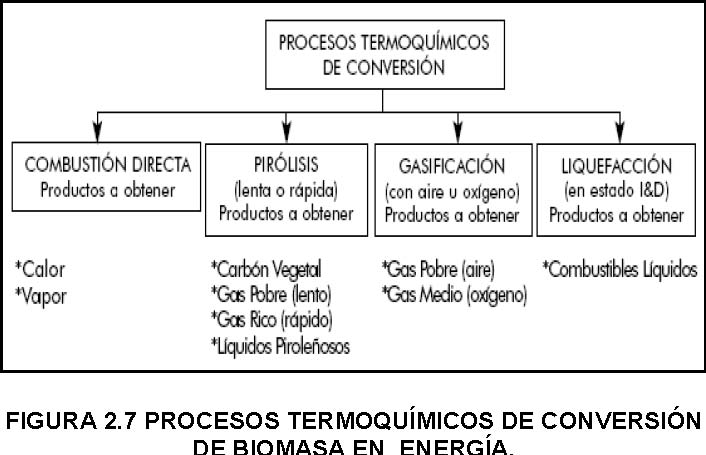 PROCESOS TERMOQUÍMICOS
DE CONVERSIÓN
COMBUSTIÓN DIRECTA
Productos a obtener
PIRÓLISIS
(lenta o rápida)
Productos a obtener
GASIFICACIÓN
(con aire u oxígeno)
Productos a obtener
LIQUEFACCIÓN
(en estado I&D)
Productos a obtener
*Calor
*Vapor
*Carbón Vegetal
*Gas Pobre (lento)
*Gas Rico (rápido)
*Líquidos Piroleñosos
*Gas Pobre (aire)
*Gas Medio (oxígeno)
*Combustibles Líquidos
FIGURA 2.7 PROCESOS TERMOQUÍMICOS DE CONVERSIÓN
DE BIOMASA EN ENERGÍA.